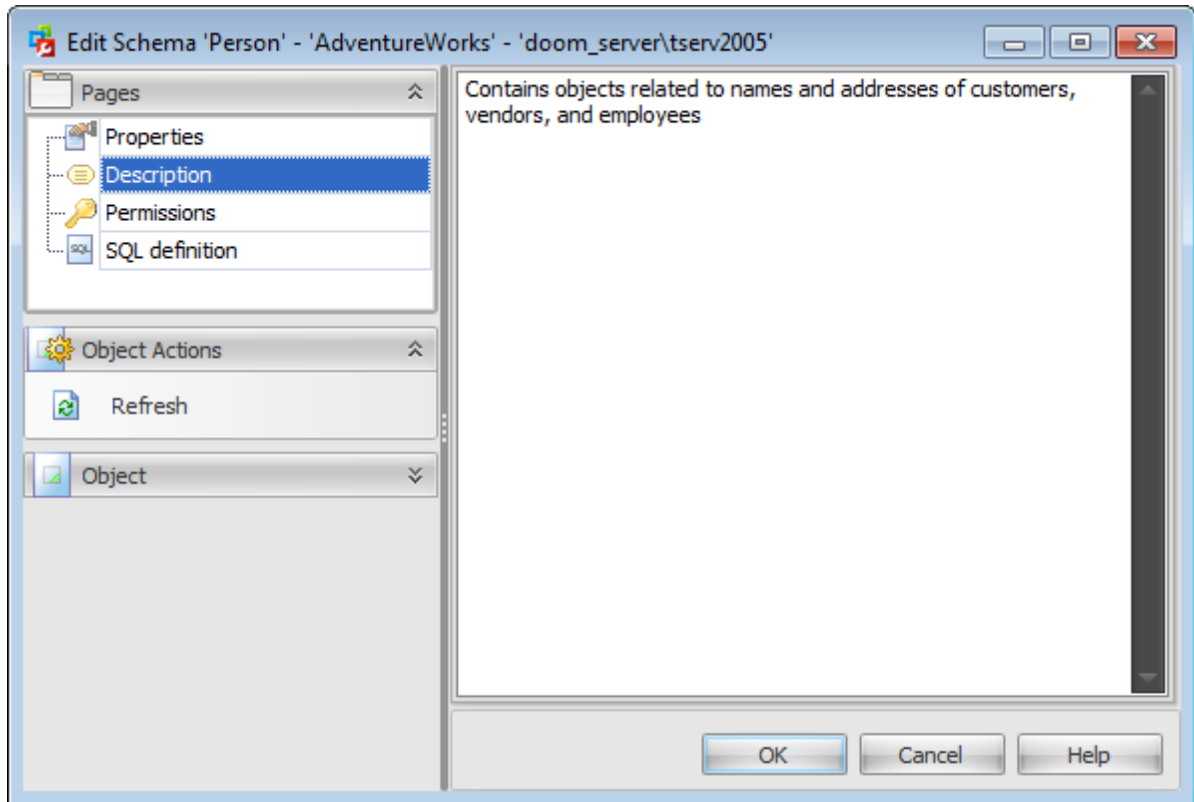 Edit Schema 'Person' - 'AdventureWorks' - 'doom_server\tserv2005'
Pages
Properties
Description
Permissions
SQL
SQL definition
Object Actions
Refresh
Object
Contains objects related to names and addresses of customers,
vendors, and employees
OK
Cancel
Help